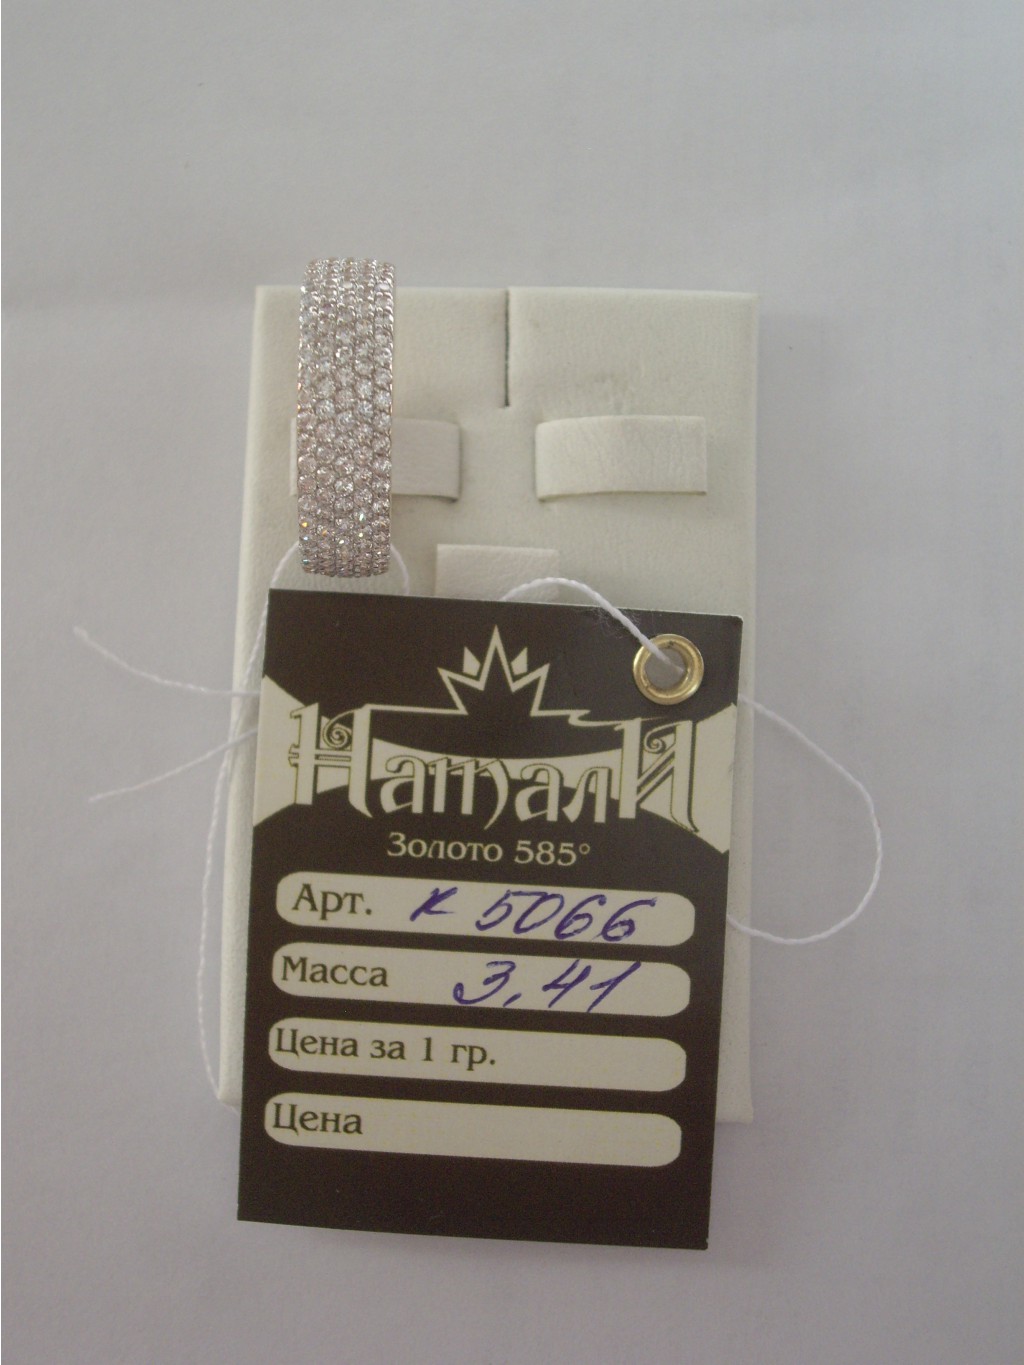 Натали
Золото 585°
Арт. К 5066
Масса 3,41
Цена за 1 гр.
Цена